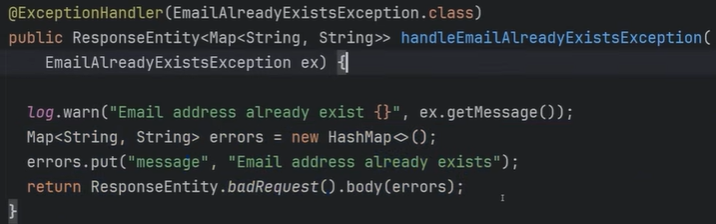 @ExceptionHandler(EmailAlreadyExistsException.class)
public ResponseEntity<Map<String, String>> handleEmailAlreadyExistsException(
EmailAlreadyExistsException ex) {
log.warn("Email address already exist {}", ex.getMessage());
Map<String, String> errors = new HashMap<>();
errors.put("message", "Email address already exists");
return ResponseEntity.badRequest().body(errors);
}